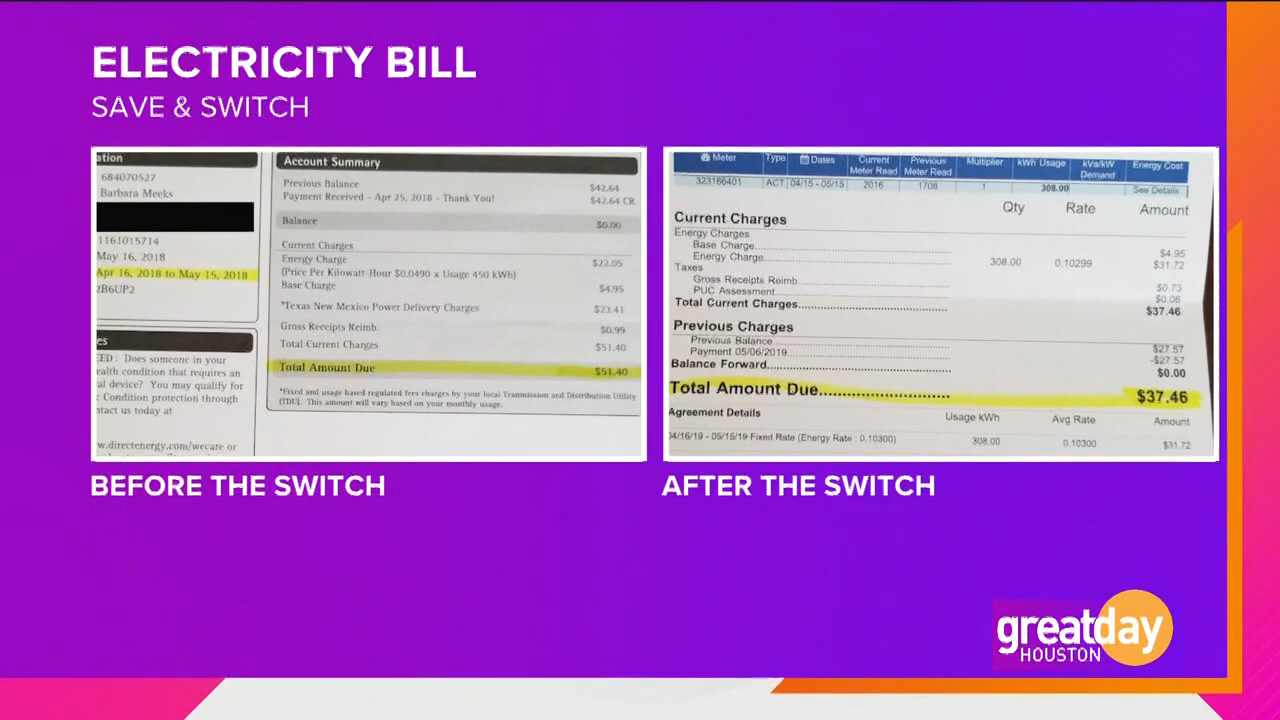 ELECTRICITY BILL
SAVE & SWITCH
ation
684070527
Barbara Meeks
1161015714
May 16, 2018
Apr 16, 2018 to May 15, 2018
2B6UP2
es
EED: Does someone in your
ealth condition that requires an
al device? You may qualify for
c Condition protection through
ntact us today at
w.directenergy.com/wecare or
Account Summary
Previous Balance $42.64
Payment Received - Apr 25, 2018 - Thank You! $42.64 CR
Balance $0.00
Current Charges
Energy Charge $22.05
(Price Per Kilowatt-Hour $0.0490 x Usage 450 kWh)
Base Charge $4.95
*Texas New Mexico Power Delivery Charges $23.41
Gross Receipts Reimb. $0.99
Total Current Charges $51.40
Total Amount Due $51.40
*Fixed and usage based regulated fees charges by your local Transmission and Distribution Utility
(TDU). This amount will vary based on your monthly usage.
BEFORE THE SWITCH
Meter Type Dates Current Meter Read Previous Meter Read Multiplier kWh Usage kVa/kW Demand Energy Cost
323166401 ACT 04/15 - 05/15 2016 1708 1 308.00 See Details
Qty Rate Amount
Current Charges
Energy Charges
Base Charge $4.95
Energy Charge 308.00 0.10299 $31.72
Taxes
Gross Receipts Reimb. $0.73
PUC Assessment $0.06
Total Current Charges $37.46
Previous Charges
Previous Balance $27.57
Payment 05/06/2019 -$27.57
Balance Forward $0.00
Total Amount Due $37.46
Agreement Details Usage kWh Avg Rate Amount
04/16/19 - 05/15/19 Fixed Rate (Energy Rate : 0.10300) 308.00 0.10300 $31.72
AFTER THE SWITCH
greatday
HOUSTON